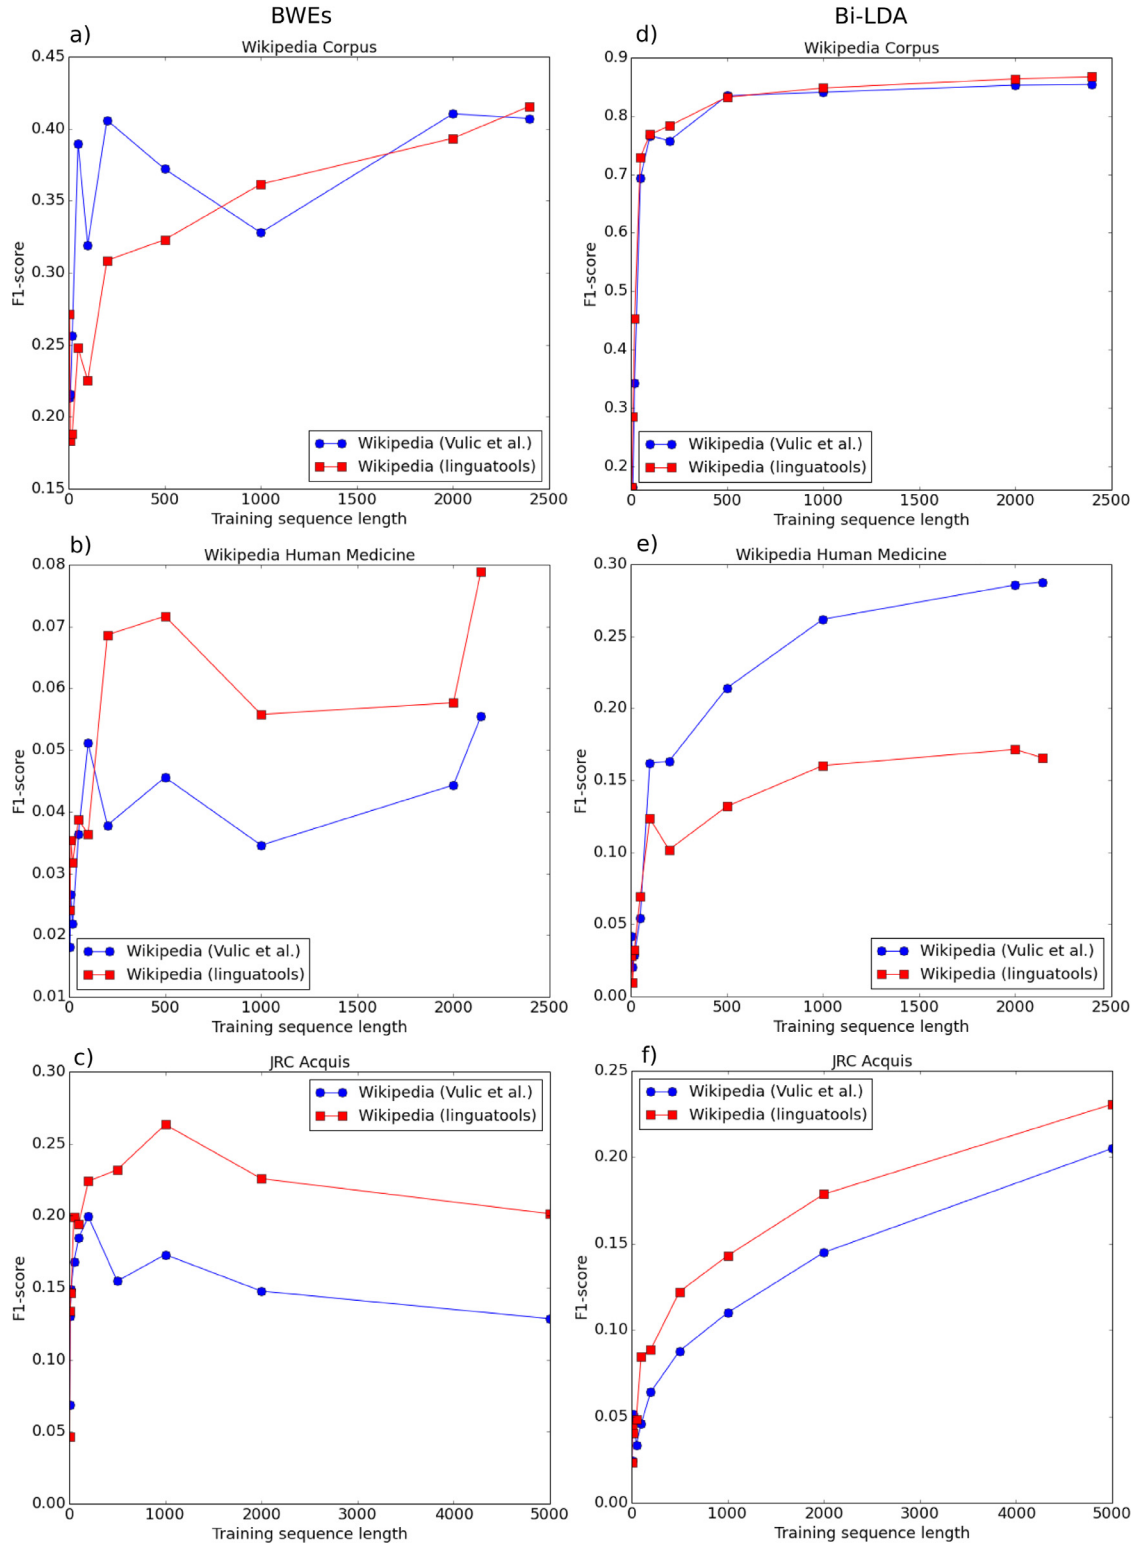 BWEs
Bi-LDA
a)
Wikipedia Corpus
0.45
0.40
0.35
0.30
0.25
0.20
0.15
F1-score
Wikipedia (Vulic et al.)
Wikipedia (linguatools)
0 500 1000 1500 2000 2500
Training sequence length
d)
Wikipedia Corpus
0.9
0.8
0.7
0.6
0.5
0.4
0.3
0.2
F1-score
Wikipedia (Vulic et al.)
Wikipedia (linguatools)
0 500 1000 1500 2000 2500
Training sequence length
b)
Wikipedia Human Medicine
0.08
0.07
0.06
0.05
0.04
0.03
0.02
0.01
F1-score
Wikipedia (Vulic et al.)
Wikipedia (linguatools)
0 500 1000 1500 2000 2500
Training sequence length
e)
Wikipedia Human Medicine
0.30
0.25
0.20
0.15
0.10
0.05
0.00
F1-score
Wikipedia (Vulic et al.)
Wikipedia (linguatools)
0 500 1000 1500 2000 2500
Training sequence length
c)
JRC Acquis
0.30
0.25
0.20
0.15
0.10
0.05
0.00
F1-score
Wikipedia (Vulic et al.)
Wikipedia (linguatools)
0 1000 2000 3000 4000 5000
Training sequence length
f)
JRC Acquis
0.25
0.20
0.15
0.10
0.05
0.00
F1-score
Wikipedia (Vulic et al.)
Wikipedia (linguatools)
0 1000 2000 3000 4000 5000
Training sequence length